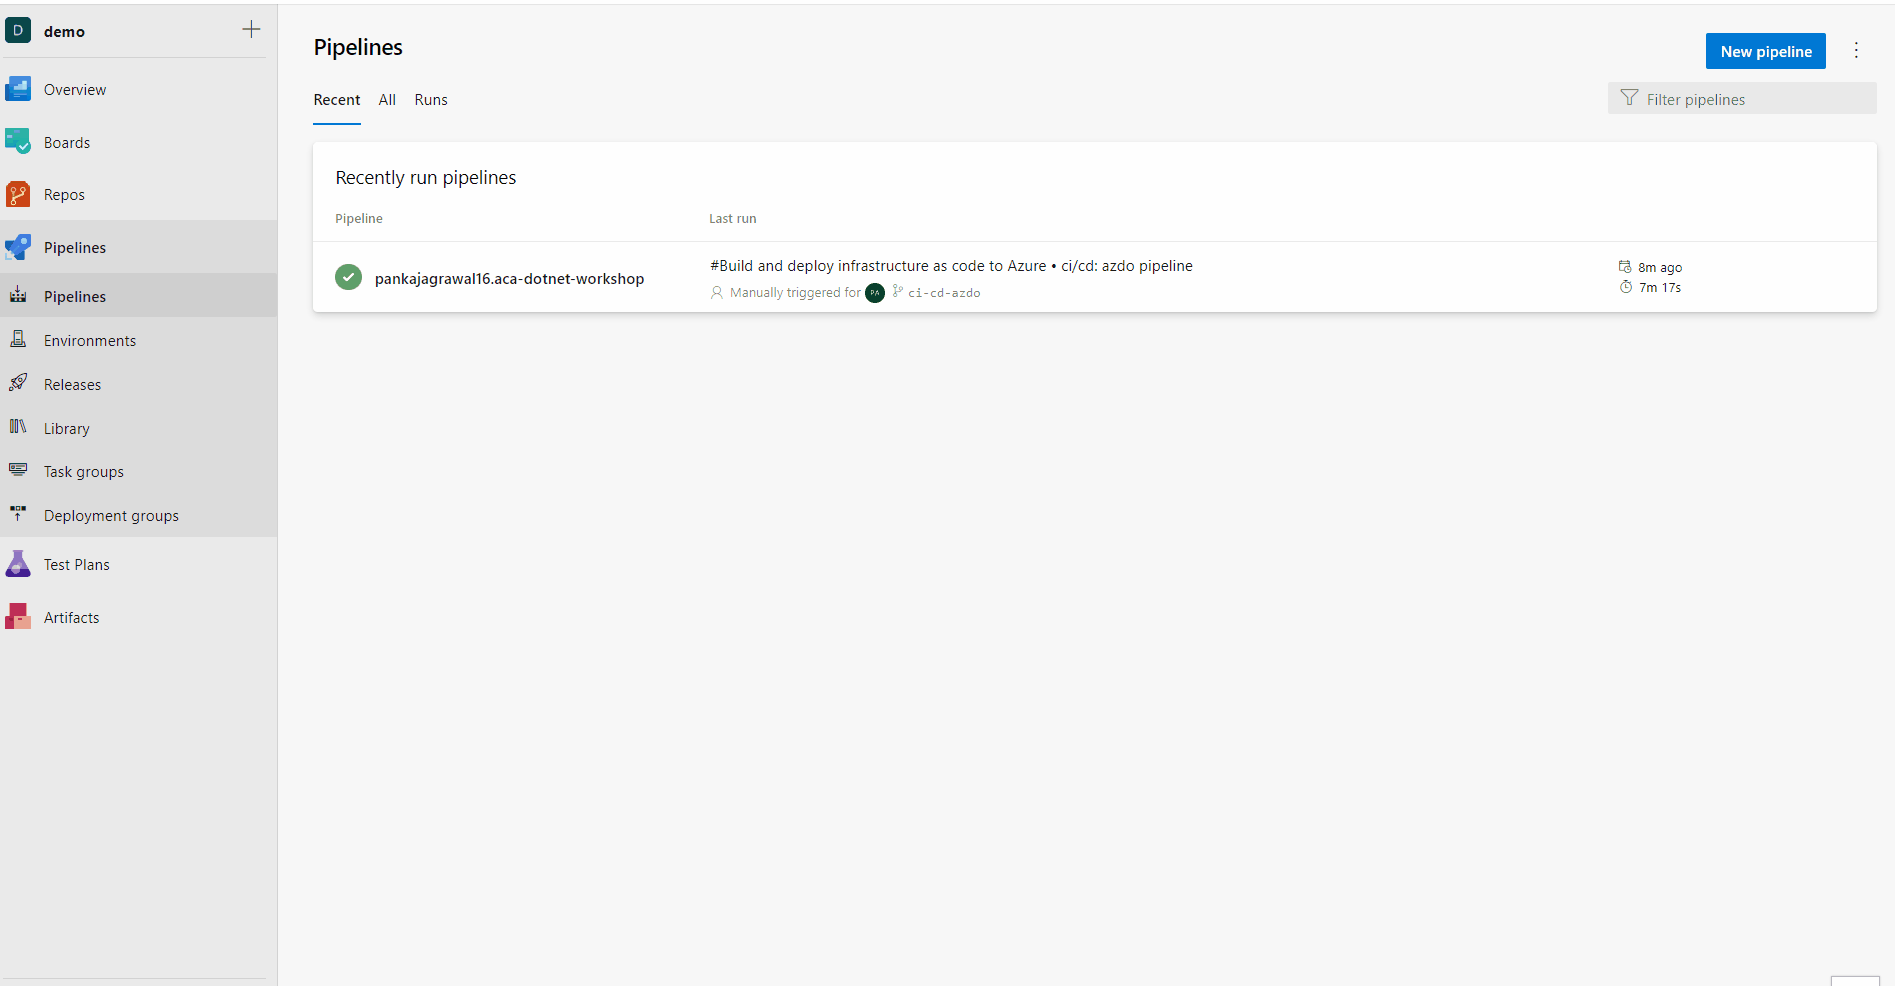 D demo
Overview
Boards
Repos
Pipelines
Pipelines
Environments
Releases
Library
Task groups
Deployment groups
Test Plans
Artifacts
Pipelines
New pipeline
Recent All Runs
Filter pipelines
Recently run pipelines
Pipeline Last run
pankajagrawal16.aca-dotnet-workshop
#Build and deploy infrastructure as code to Azure • ci/cd: azdo pipeline
Manually triggered for PA ci-cd-azdo
8m ago
7m 17s